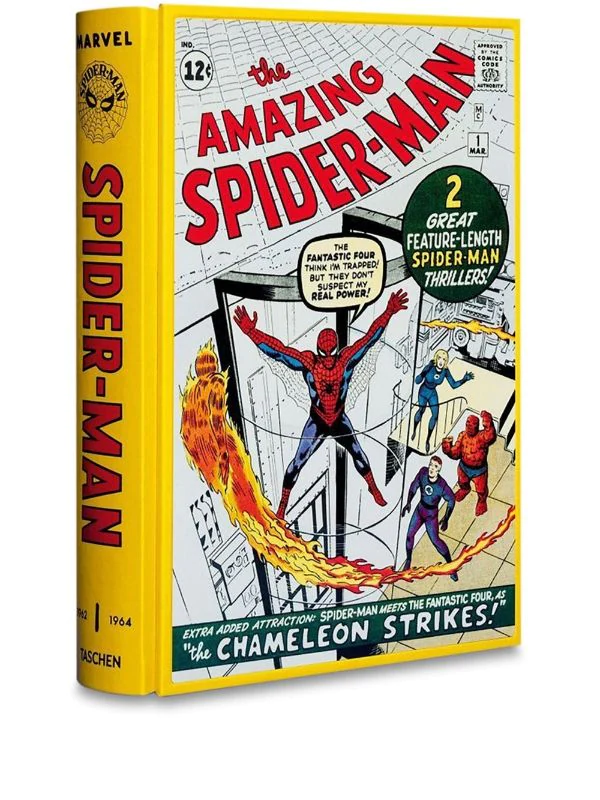 MARVEL
SPIDER-MAN
SPIDER-MAN
1962 1964
TASCHEN
IND.
12¢
APPROVED
BY THE
COMICS
CODE
AUTHORITY
the
AMAZING
SPIDER-MAN
M
C
1
MAR.
2
GREAT
FEATURE-LENGTH
SPIDER-MAN
THRILLERS!
THE
FANTASTIC FOUR
THINK I'M TRAPPED!
BUT THEY DON'T
SUSPECT MY
REAL POWER!
EXTRA ADDED ATTRACTION: SPIDER-MAN MEETS THE FANTASTIC FOUR, AS
"the CHAMELEON STRIKES!"